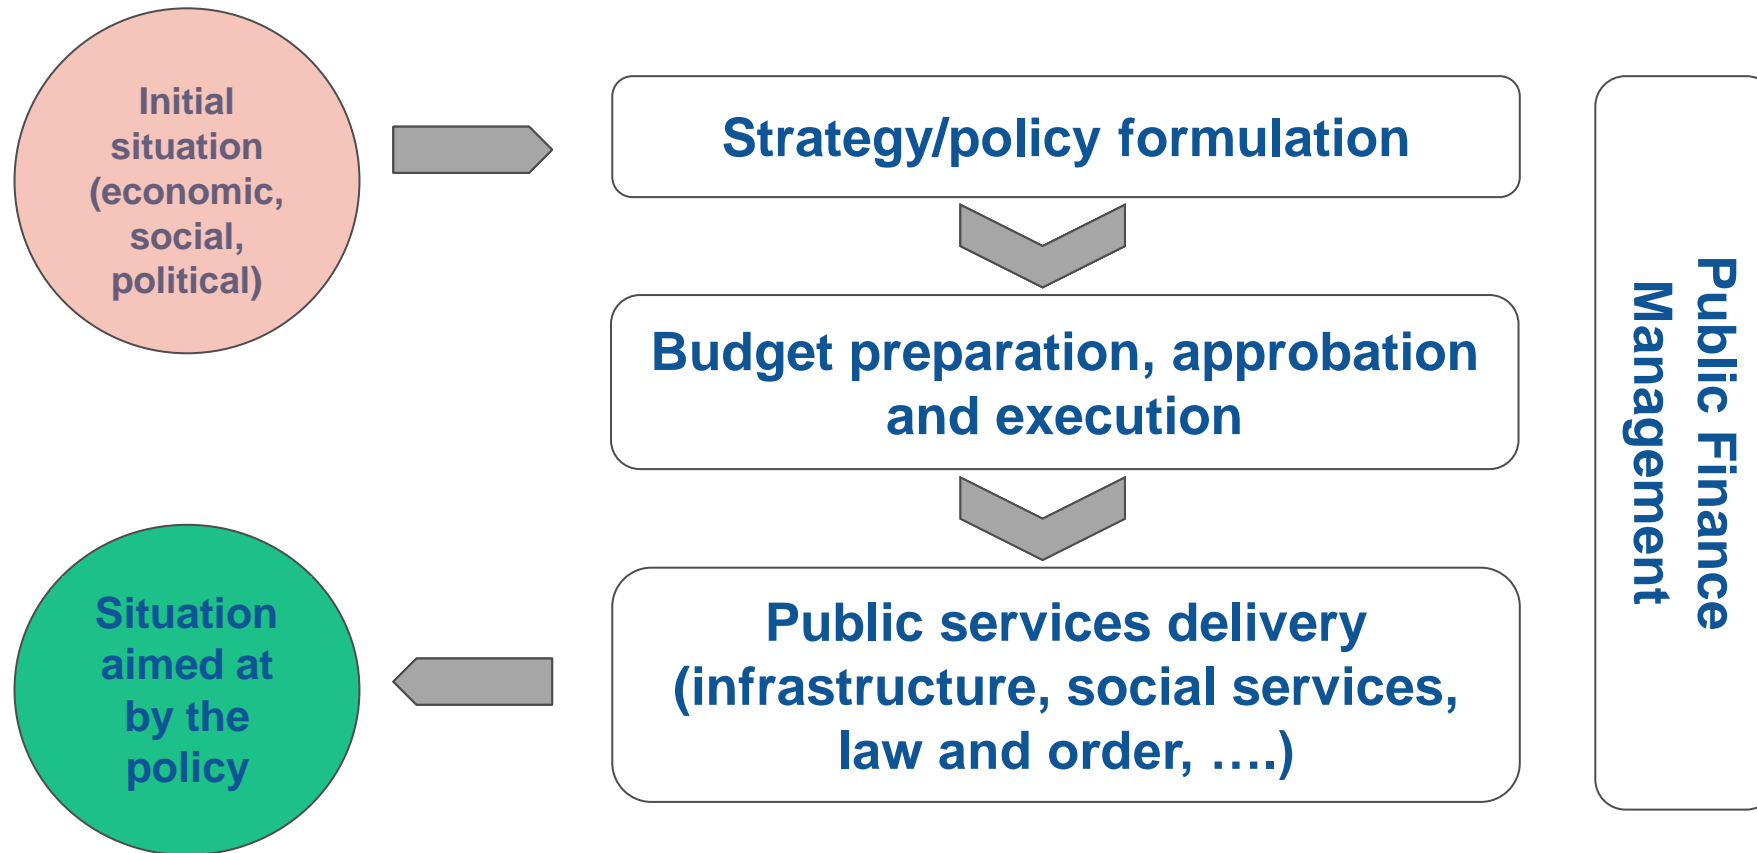 Initial
situation
(economic,
social,
political)
Strategy/policy formulation
Budget preparation, approbation
and execution
Public services delivery
(infrastructure, social services,
law and order, ....)
Situation
aimed at
by the
policy
Public Finance
Management